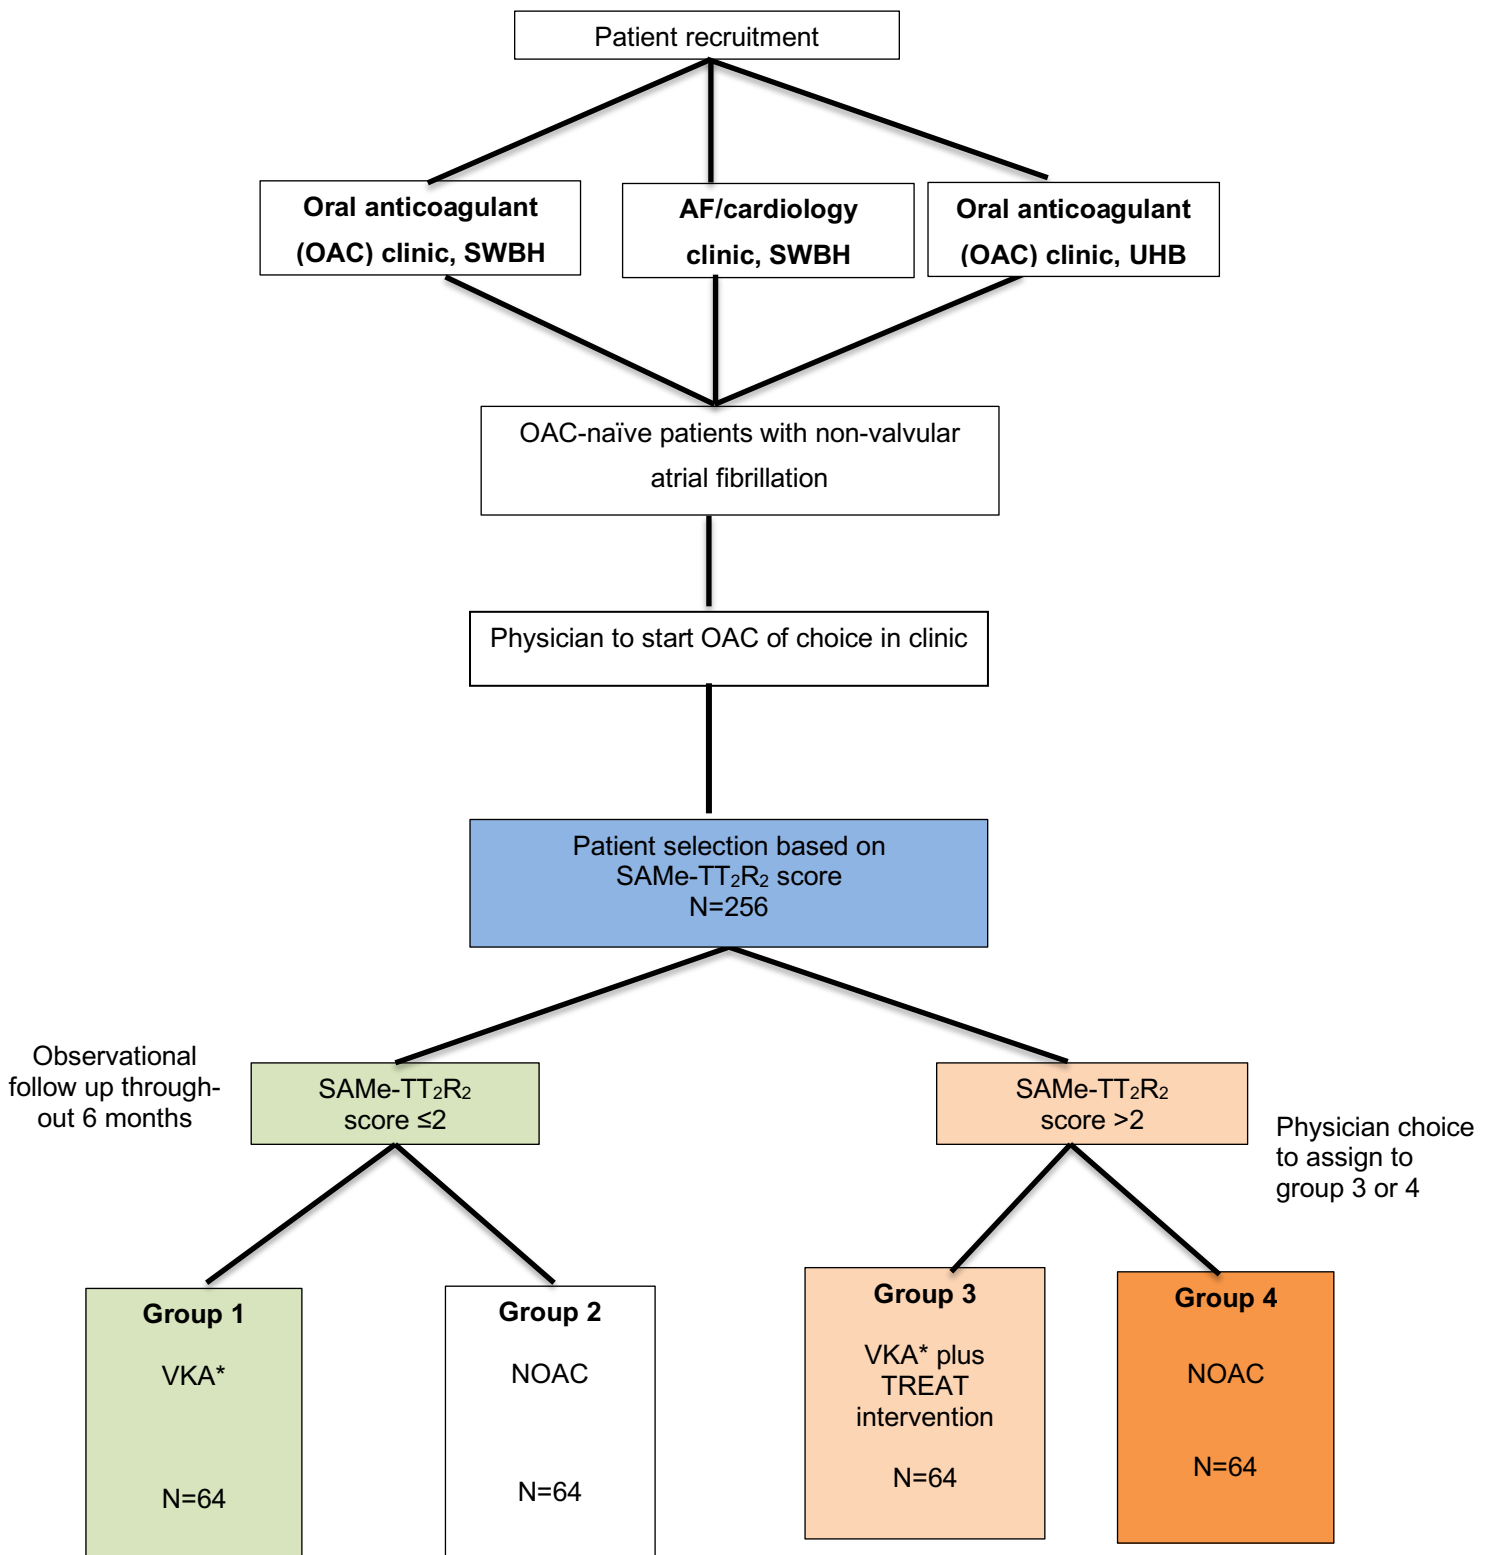 Patient recruitment
Oral anticoagulant
(OAC) clinic, SWBH
AF/cardiology
clinic, SWBH
Oral anticoagulant
(OAC) clinic, UHB
OAC-naïve patients with non-valvular
atrial fibrillation
Physician to start OAC of choice in clinic
Patient selection based on
SAMe-TT₂R₂ score
N=256
Observational
follow up through-
out 6 months
SAMe-TT₂R₂
score ≤2
SAMe-TT₂R₂
score >2
Physician choice
to assign to
group 3 or 4
Group 1
VKA*
N=64
Group 2
NOAC
N=64
Group 3
VKA* plus
TREAT
intervention
N=64
Group 4
NOAC
N=64